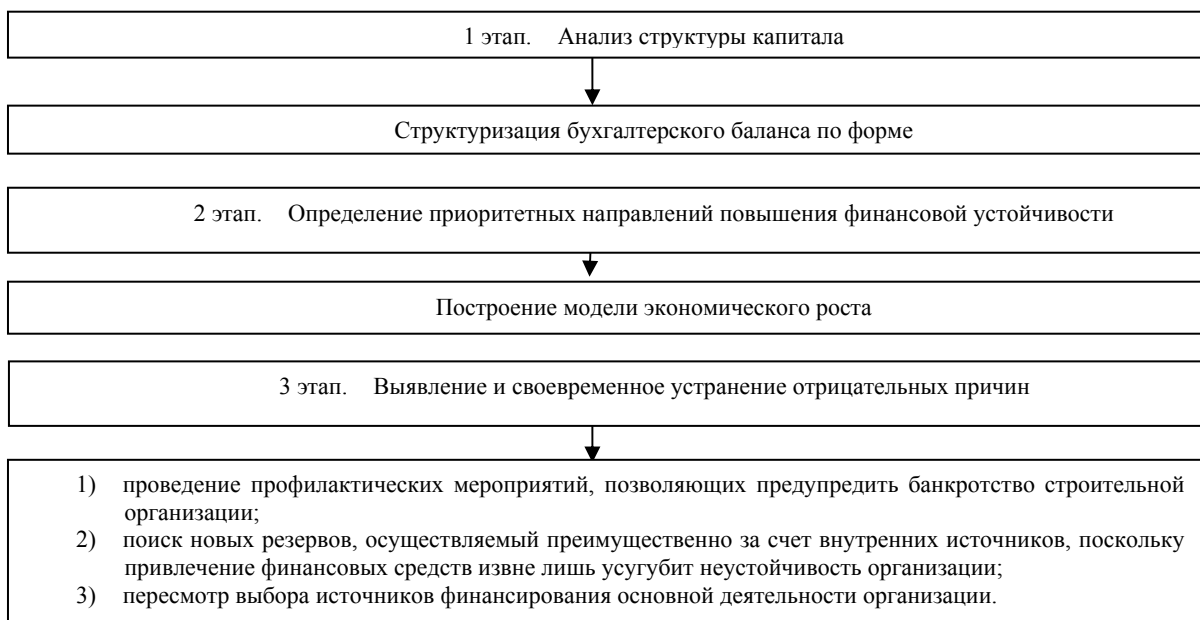 1 этап. Анализ структуры капитала
Структуризация бухгалтерского баланса по форме
2 этап. Определение приоритетных направлений повышения финансовой устойчивости
Построение модели экономического роста
3 этап. Выявление и своевременное устранение отрицательных причин
1) проведение профилактических мероприятий, позволяющих предупредить банкротство строительной
организации;
2) поиск новых резервов, осуществляемый преимущественно за счет внутренних источников, поскольку
привлечение финансовых средств извне лишь усугубит неустойчивость организации;
3) пересмотр выбора источников финансирования основной деятельности организации.